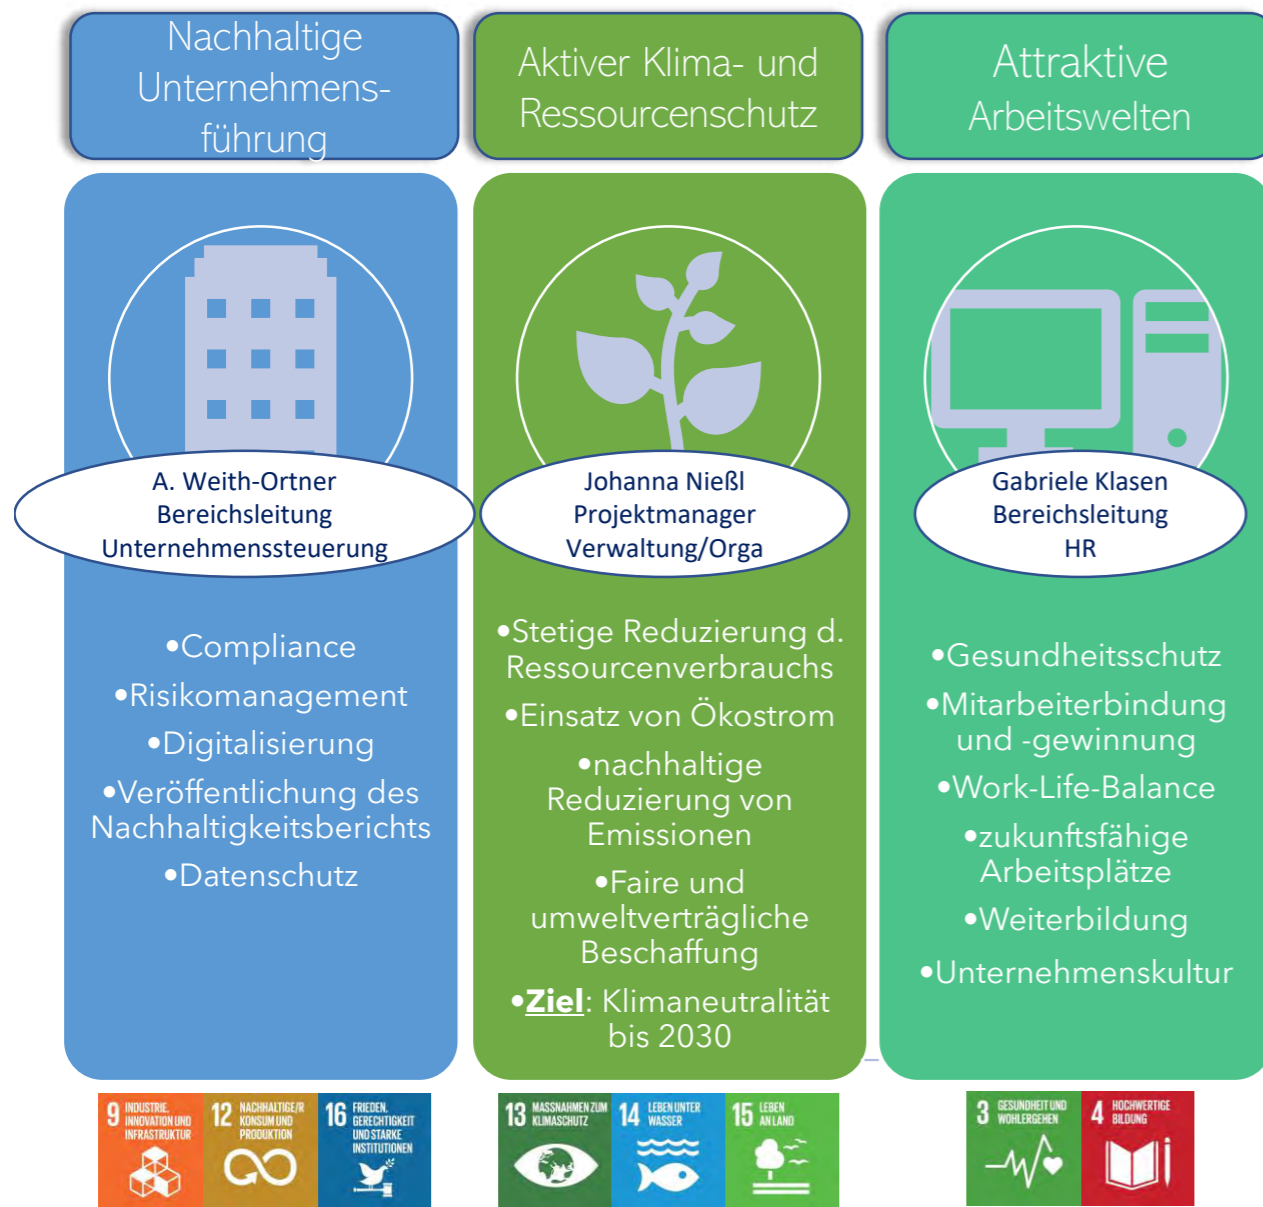 Nachhaltige
Unternehmens-
führung
A. Weith-Ortner
Bereichsleitung
Unternehmenssteuerung
•Compliance
•Risikomanagement
•Digitalisierung
•Veröffentlichung des
Nachhaltigkeitsberichts
•Datenschutz
9 INDUSTRIE,
INNOVATION UND
INFRASTRUKTUR
12 NACHHALTIGE/R
KONSUM UND
PRODUKTION
16 FRIEDEN,
GERECHTIGKEIT
UND STARKE
INSTITUTIONEN
Aktiver Klima- und
Ressourcenschutz
Johanna Nießl
Projektmanager
Verwaltung/Orga
•Stetige Reduzierung d.
Ressourcenverbrauchs
•Einsatz von Ökostrom
•nachhaltige
Reduzierung von
Emissionen
•Faire und
umweltverträgliche
Beschaffung
•Ziel: Klimaneutralität
bis 2030
13 MASSNAHMEN ZUM
KLIMASCHUTZ
14 LEBEN UNTER
WASSER
15 LEBEN
AN LAND
Attraktive
Arbeitswelten
Gabriele Klasen
Bereichsleitung
HR
•Gesundheitsschutz
•Mitarbeiterbindung
und -gewinnung
•Work-Life-Balance
•zukunftsfähige
Arbeitsplätze
•Weiterbildung
•Unternehmenskultur
3 GESUNDHEIT UND
WOHLERGEHEN
4 HOCHWERTIGE
BILDUNG